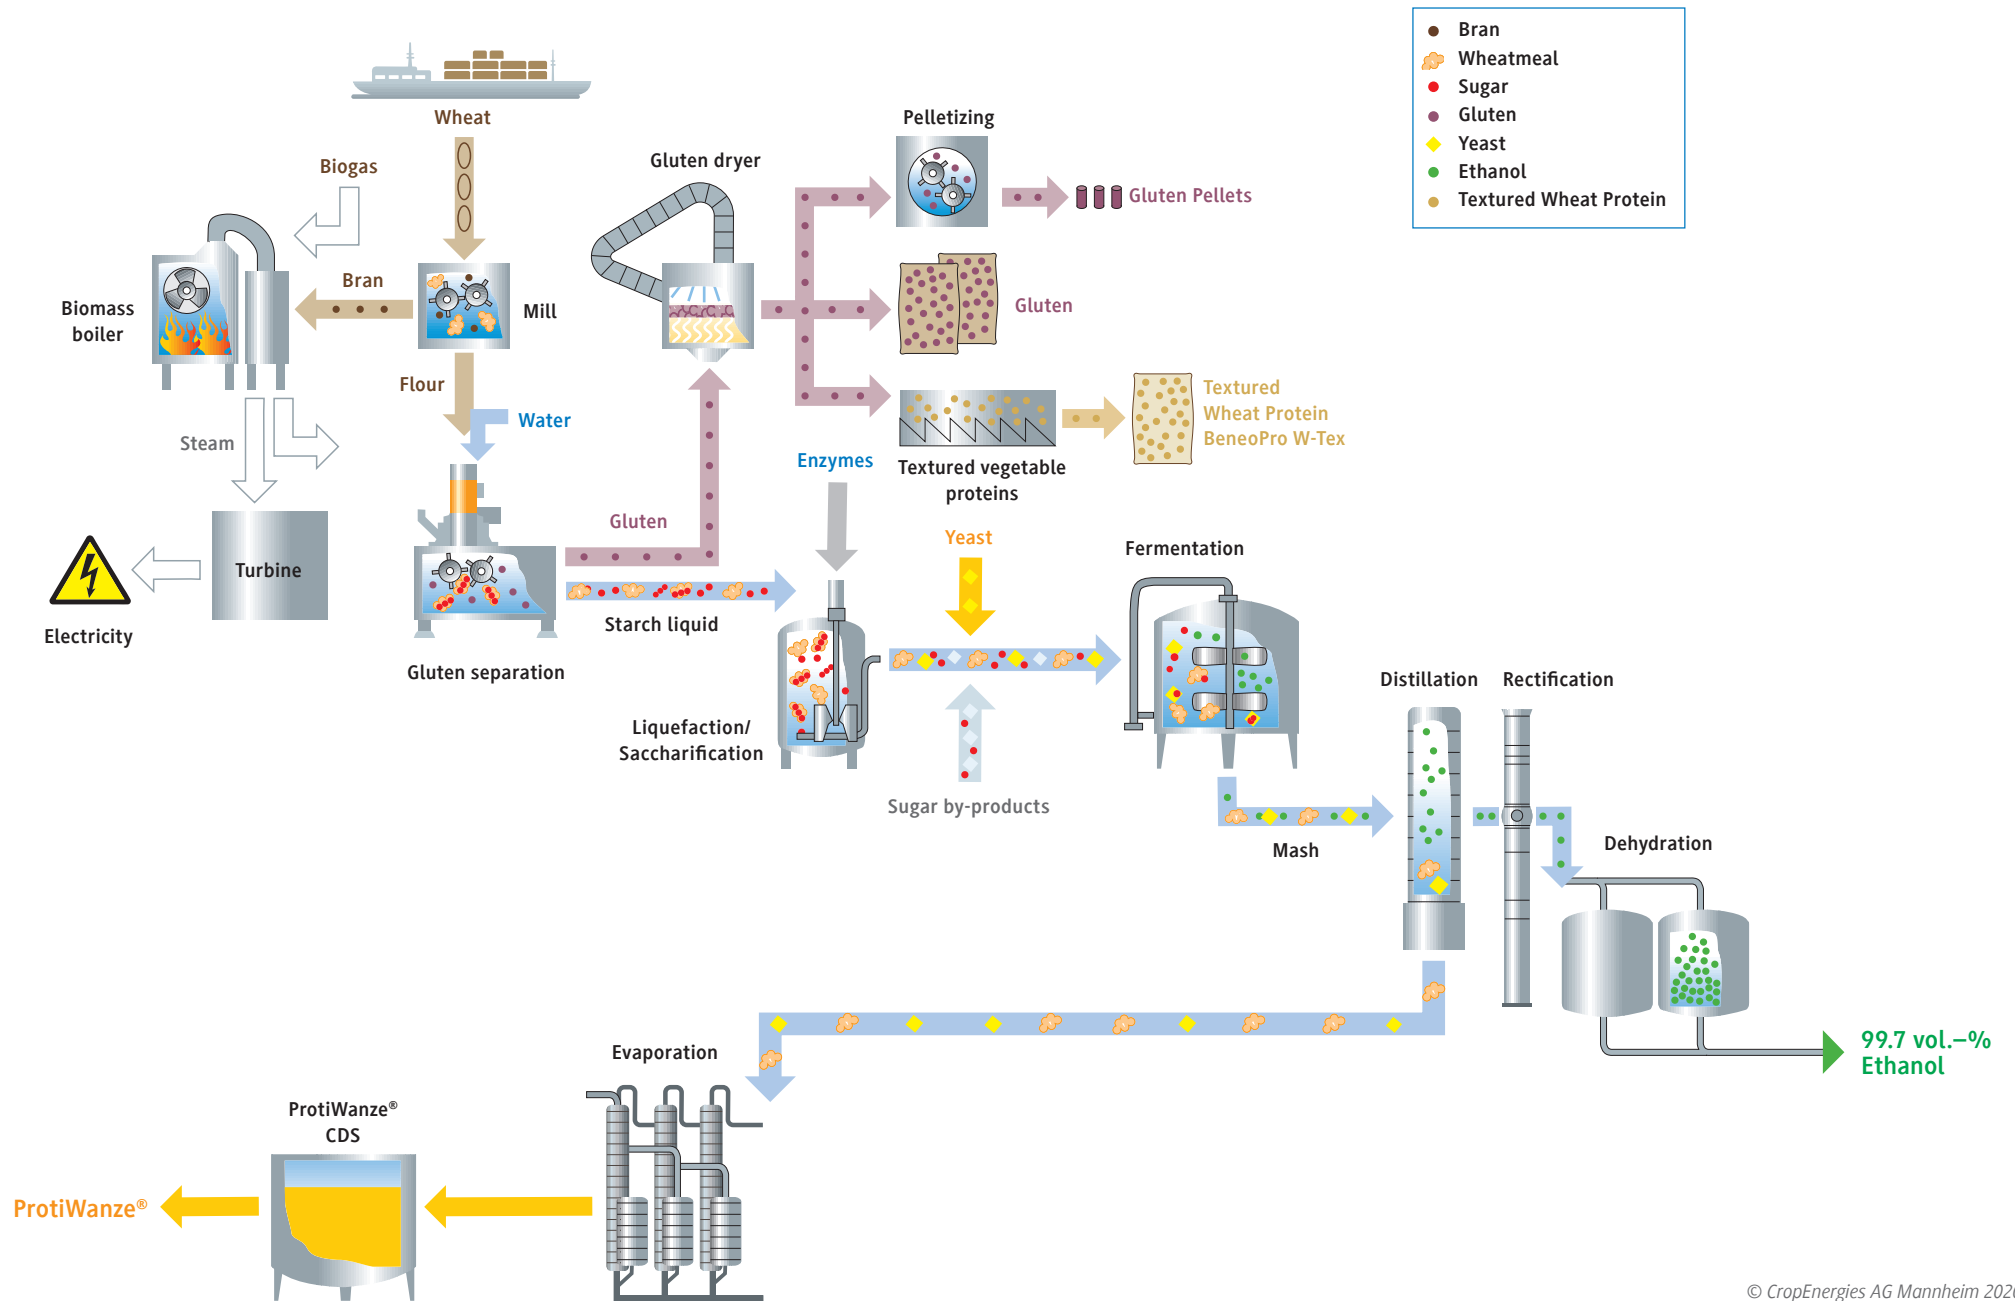 Bran
Wheatmeal
Sugar
Gluten
Yeast
Ethanol
Textured Wheat Protein
Wheat
Biogas
Bran
Mill
Biomass
boiler
Flour
Water
Steam
Turbine
Electricity
Gluten separation
Gluten
Starch liquid
Gluten dryer
Pelletizing
Gluten Pellets
Gluten
Textured
Wheat Protein
BeneoPro W-Tex
Textured vegetable
proteins
Enzymes
Yeast
Liquefaction/
Saccharification
Sugar by-products
Fermentation
Mash
Distillation
Rectification
Dehydration
99.7 vol.–%
Ethanol
Evaporation
ProtiWanze®
CDS
ProtiWanze®
© CropEnergies AG Mannheim